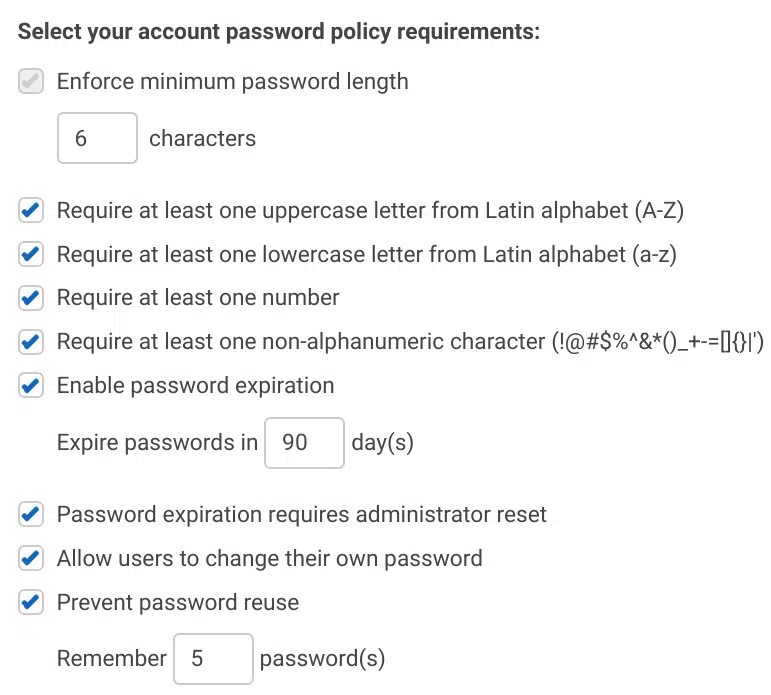 Select your account password policy requirements:
Enforce minimum password length
6 characters
Require at least one uppercase letter from Latin alphabet (A-Z)
Require at least one lowercase letter from Latin alphabet (a-z)
Require at least one number
Require at least one non-alphanumeric character (!@#$%^&*()_+-=[]{}|')
Enable password expiration
Expire passwords in 90 day(s)
Password expiration requires administrator reset
Allow users to change their own password
Prevent password reuse
Remember 5 password(s)